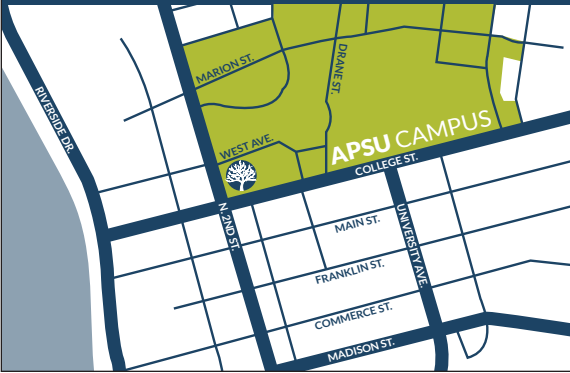 MARION ST.
DRANE ST.
RIVERSIDE DR.
WEST AVE.
APSU CAMPUS
COLLEGE ST.
N. 2ND ST.
MAIN ST.
UNIVERSITY AVE.
FRANKLIN ST.
COMMERCE ST.
MADISON ST.